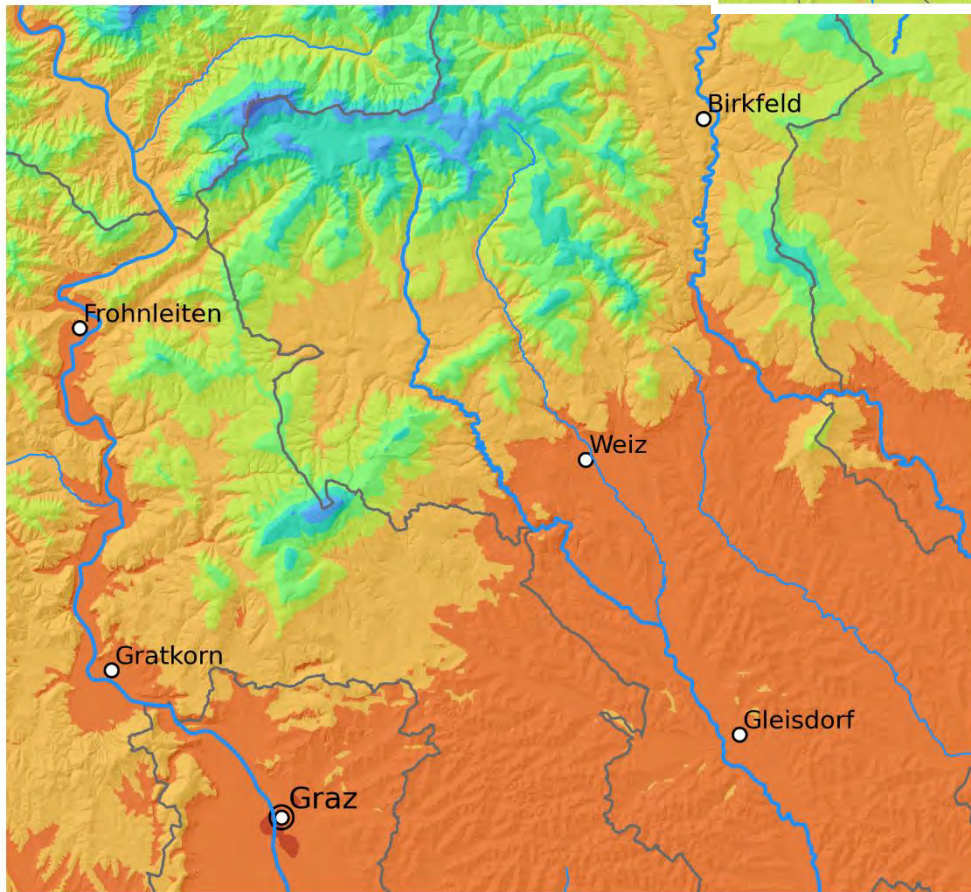 Birkfeld
Frohnleiten
Weiz
Gratkorn
Gleisdorf
Graz